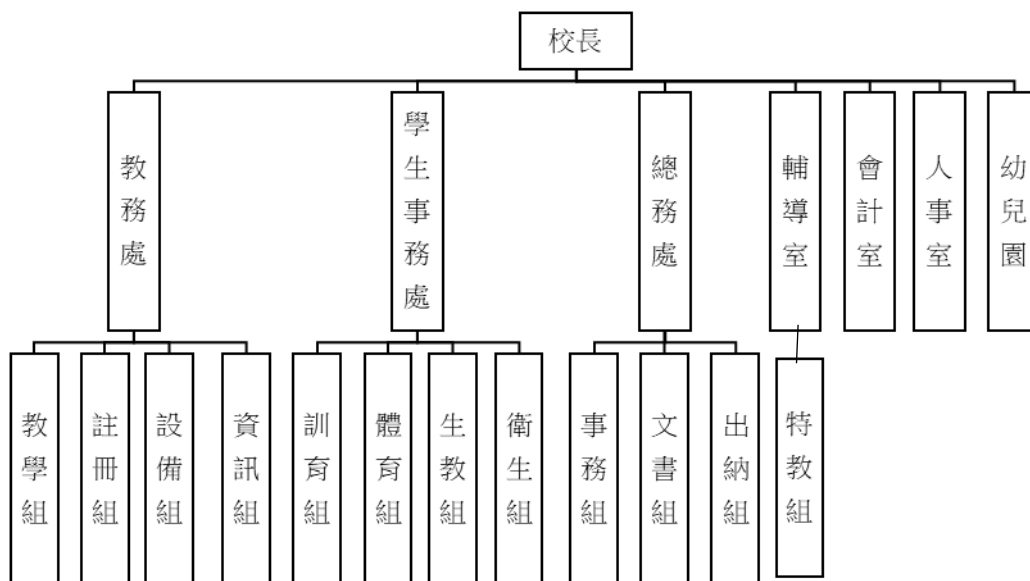 校長
教務處
學生事務處
總務處
輔導室
會計室
人事室
幼兒園
教學組
註冊組
設備組
資訊組
訓育組
體育組
生教組
衛生組
事務組
文書組
出納組
特教組